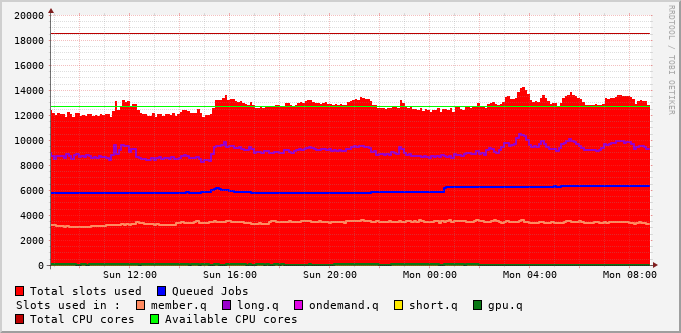 RRDTOOL / TOBI OETIKER
20000
18000
16000
14000
12000
10000
8000
6000
4000
2000
0
Sun 12:00 Sun 16:00 Sun 20:00 Mon 00:00 Mon 04:00 Mon 08:00
Total slots used Queued Jobs
Slots used in : member.q long.q ondemand.q short.q gpu.q
Total CPU cores Available CPU cores